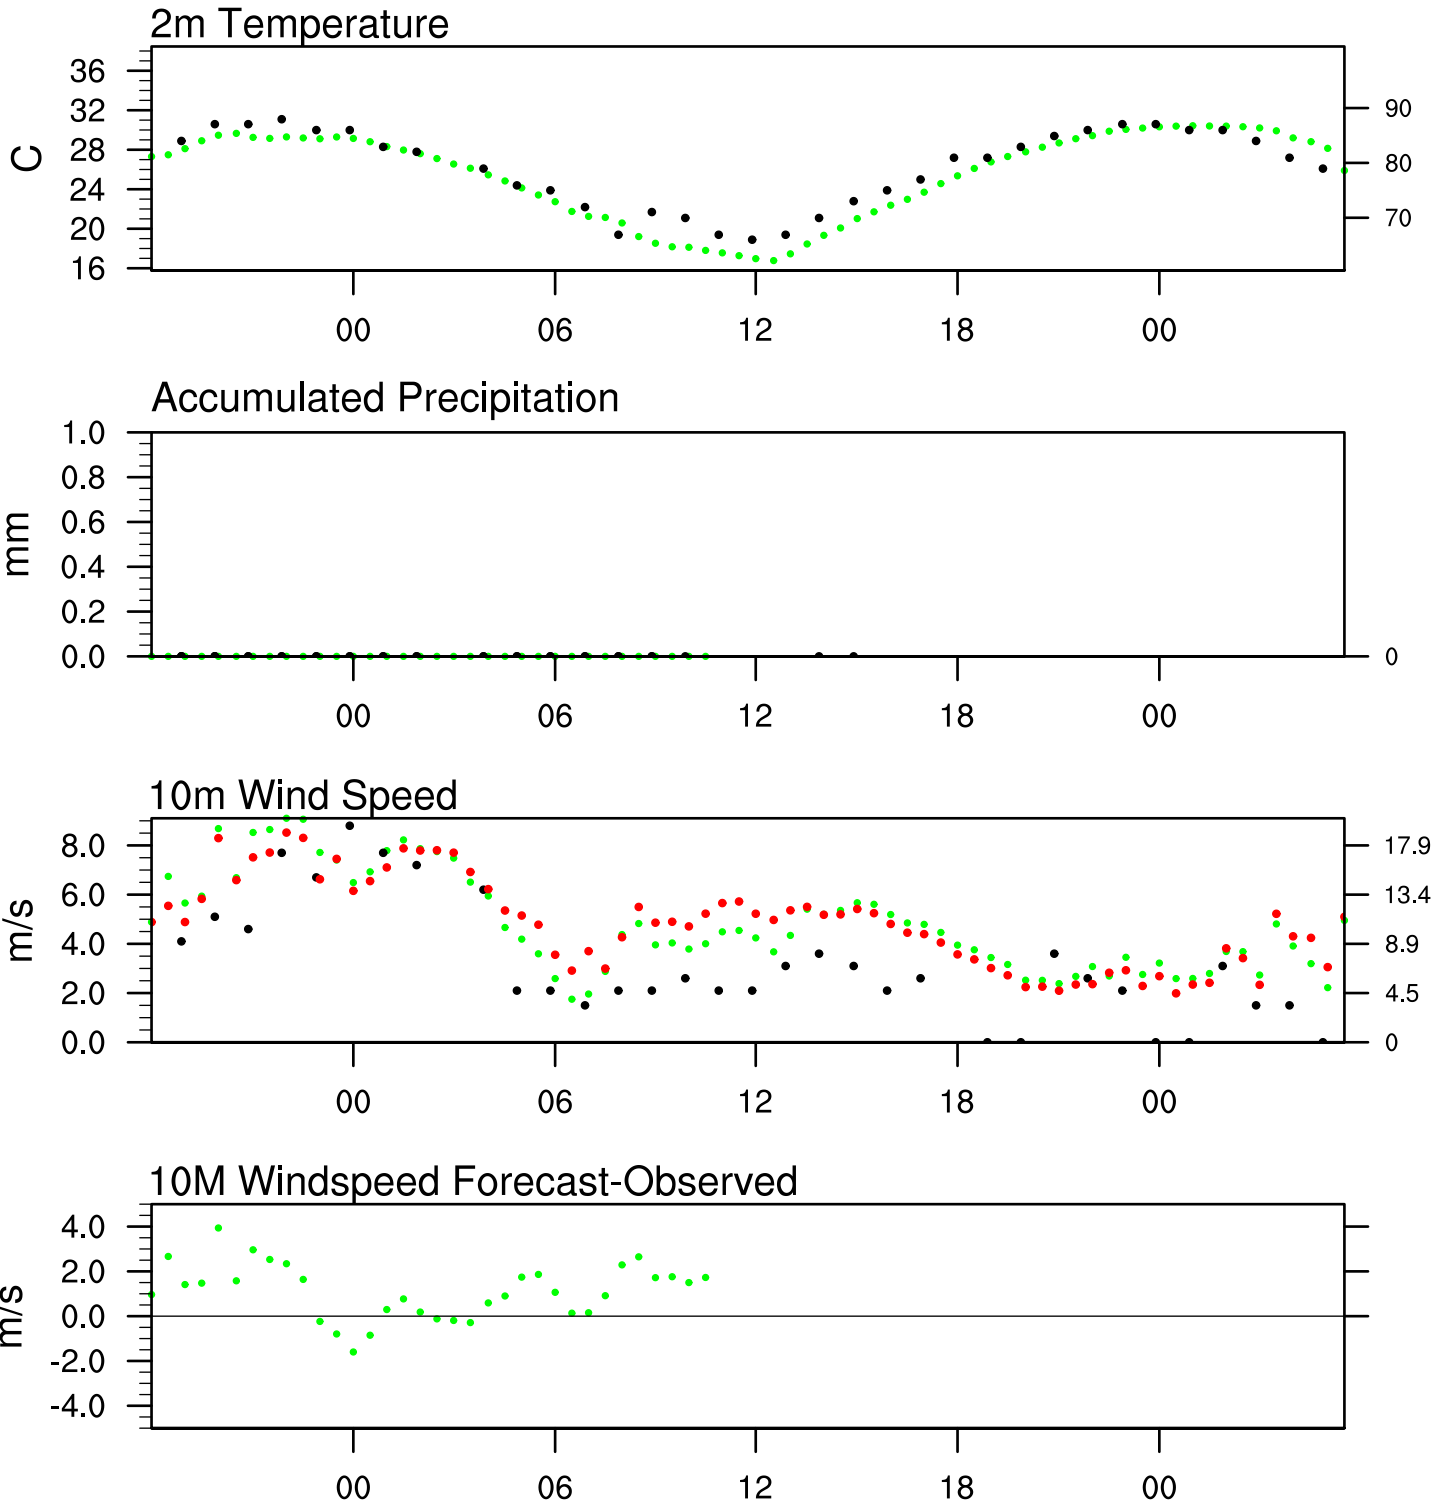 2m Temperature
36
32
28
24
20
16
C
90
80
70
00 06 12 18 00
Accumulated Precipitation
1.0
0.8
0.6
0.4
0.2
0.0
mm
0
00 06 12 18 00
10m Wind Speed
8.0
6.0
4.0
2.0
0.0
m/s
17.9
13.4
8.9
4.5
0
00 06 12 18 00
10M Windspeed Forecast-Observed
4.0
2.0
0.0
-2.0
-4.0
m/s
00 06 12 18 00